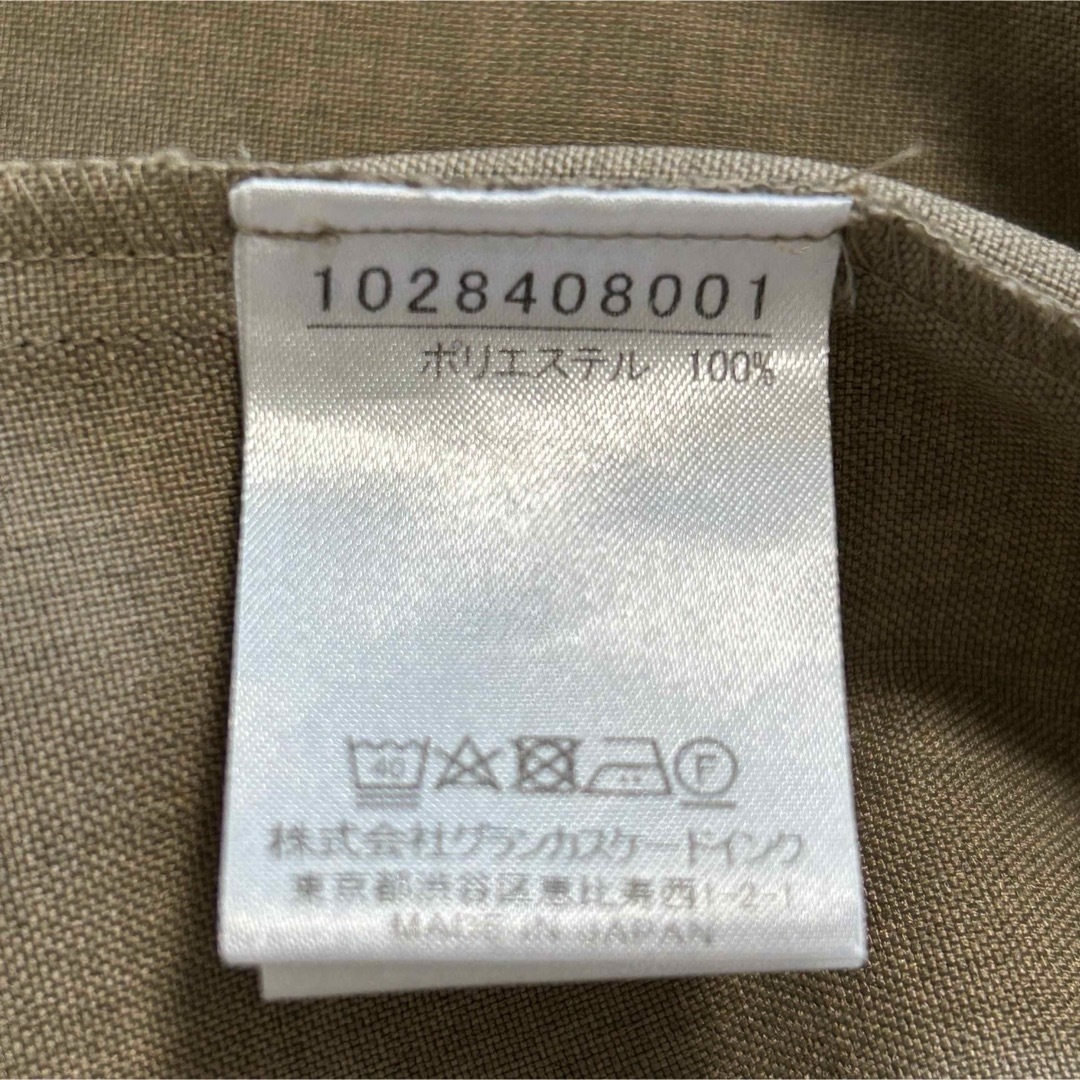 1028408001
ポリエステル 100%
40 F
株式会社グランカスケードインク
東京都渋谷区恵比寿西1-2-1
MADE IN JAPAN